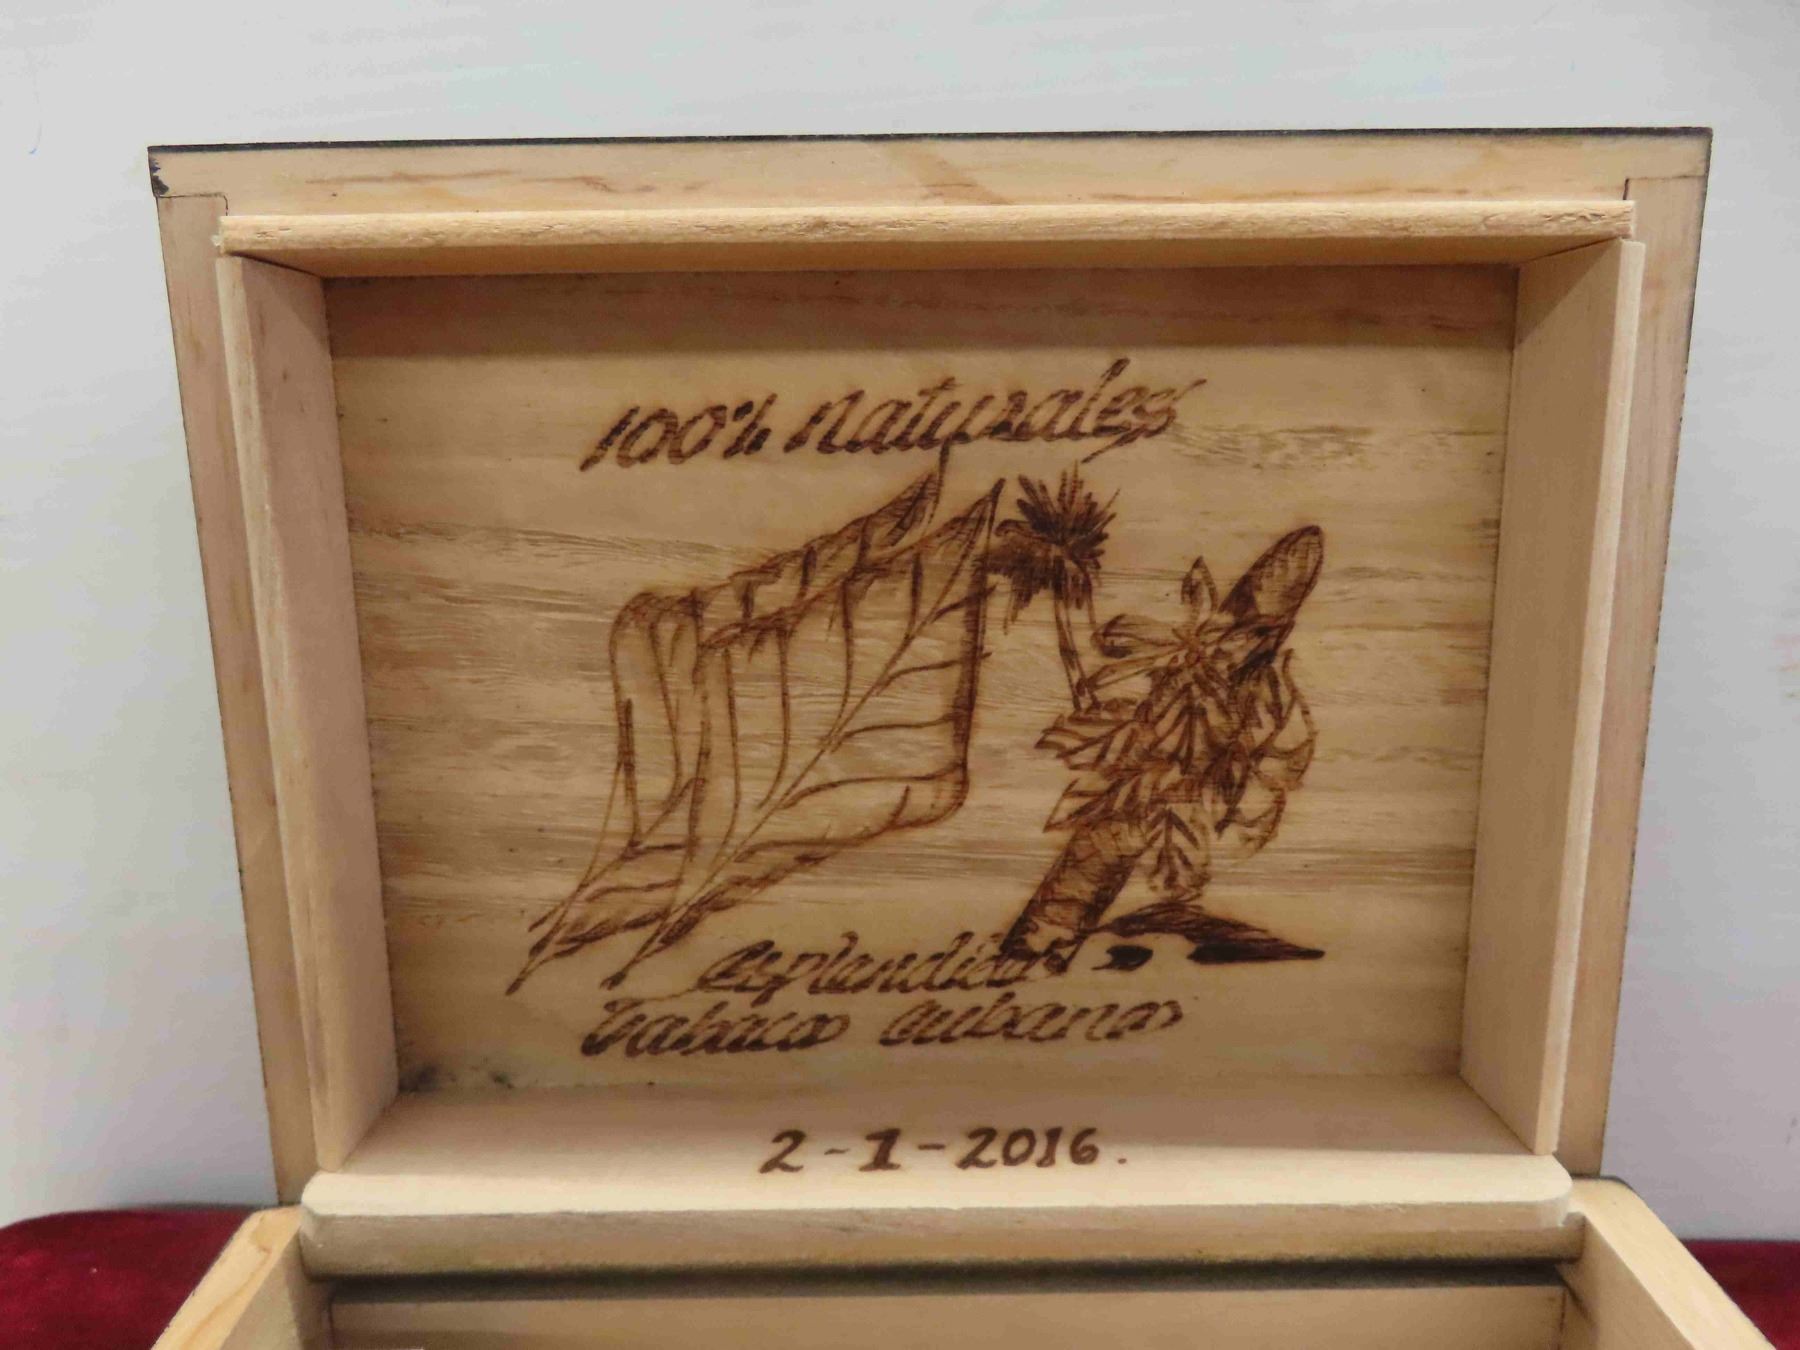 100% Naturales
esplendidos
Tabacos cubanos
2-1-2016.